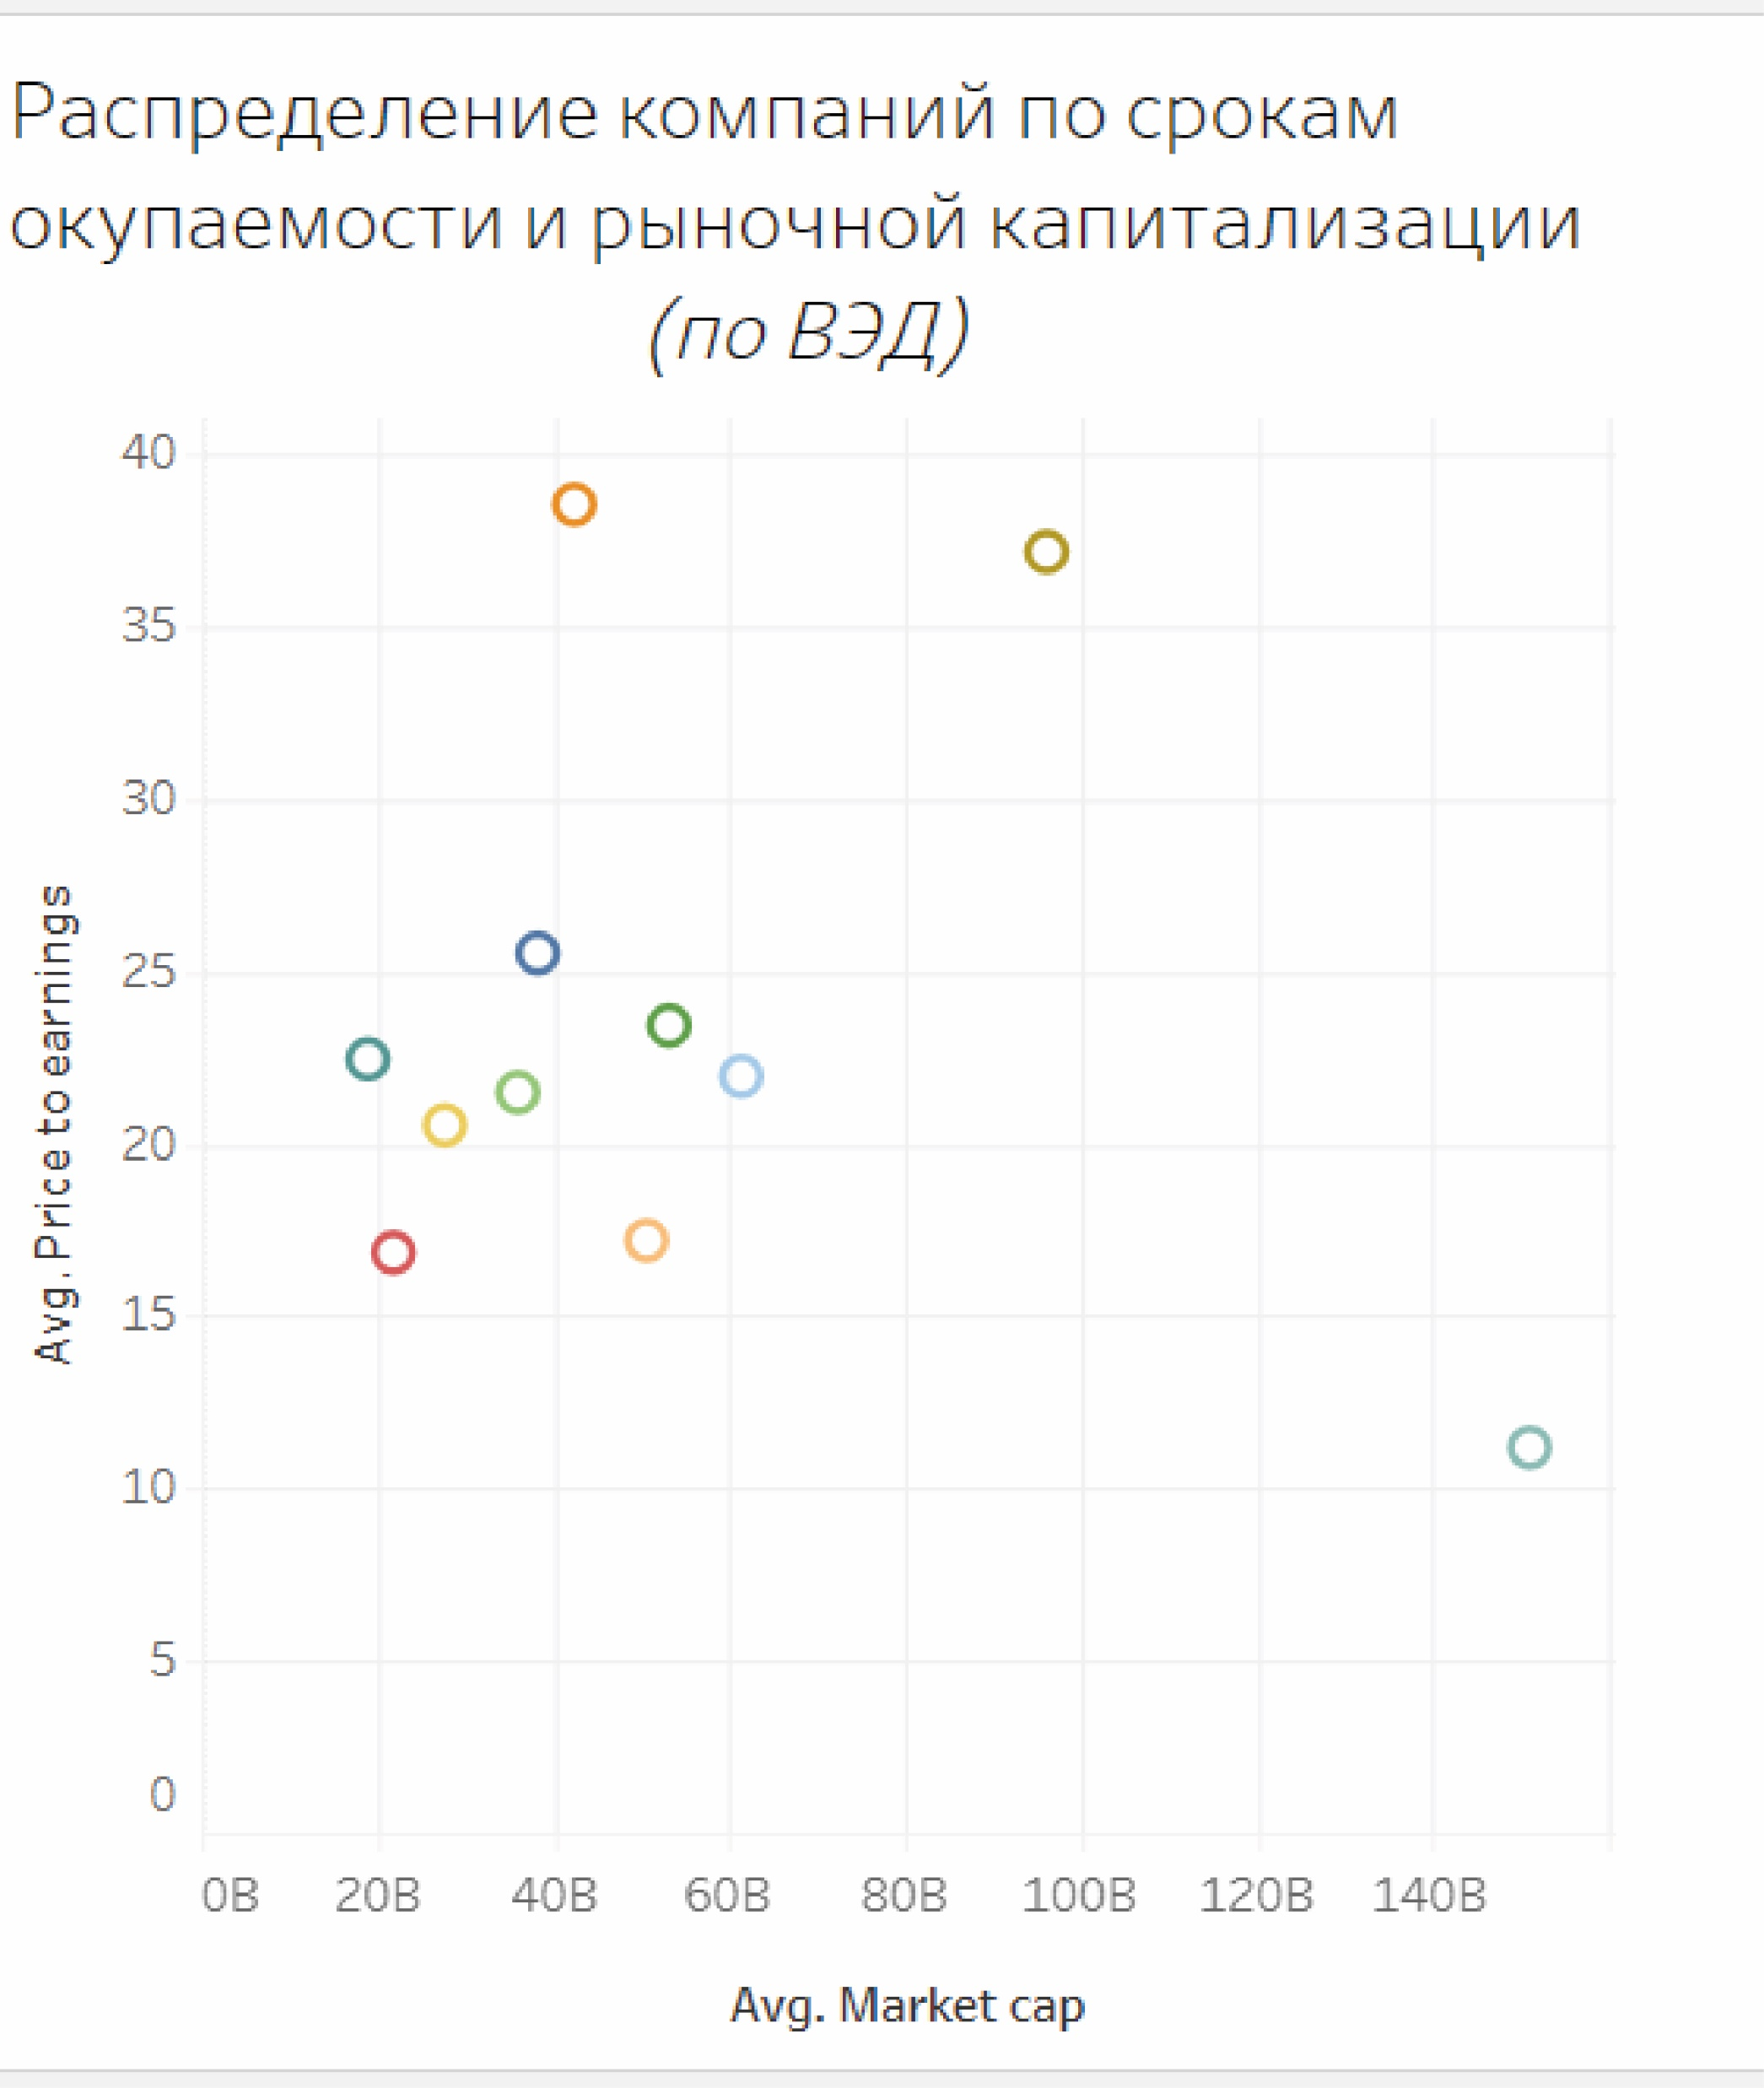 Распределение компаний по срокам
окупаемости и рыночной капитализации
(по ВЭД)
40
35
30
25
20
15
10
5
0
Avg. Price to earnings
0B 20B 40B 60B 80B 100B 120B 140B
Avg. Market cap